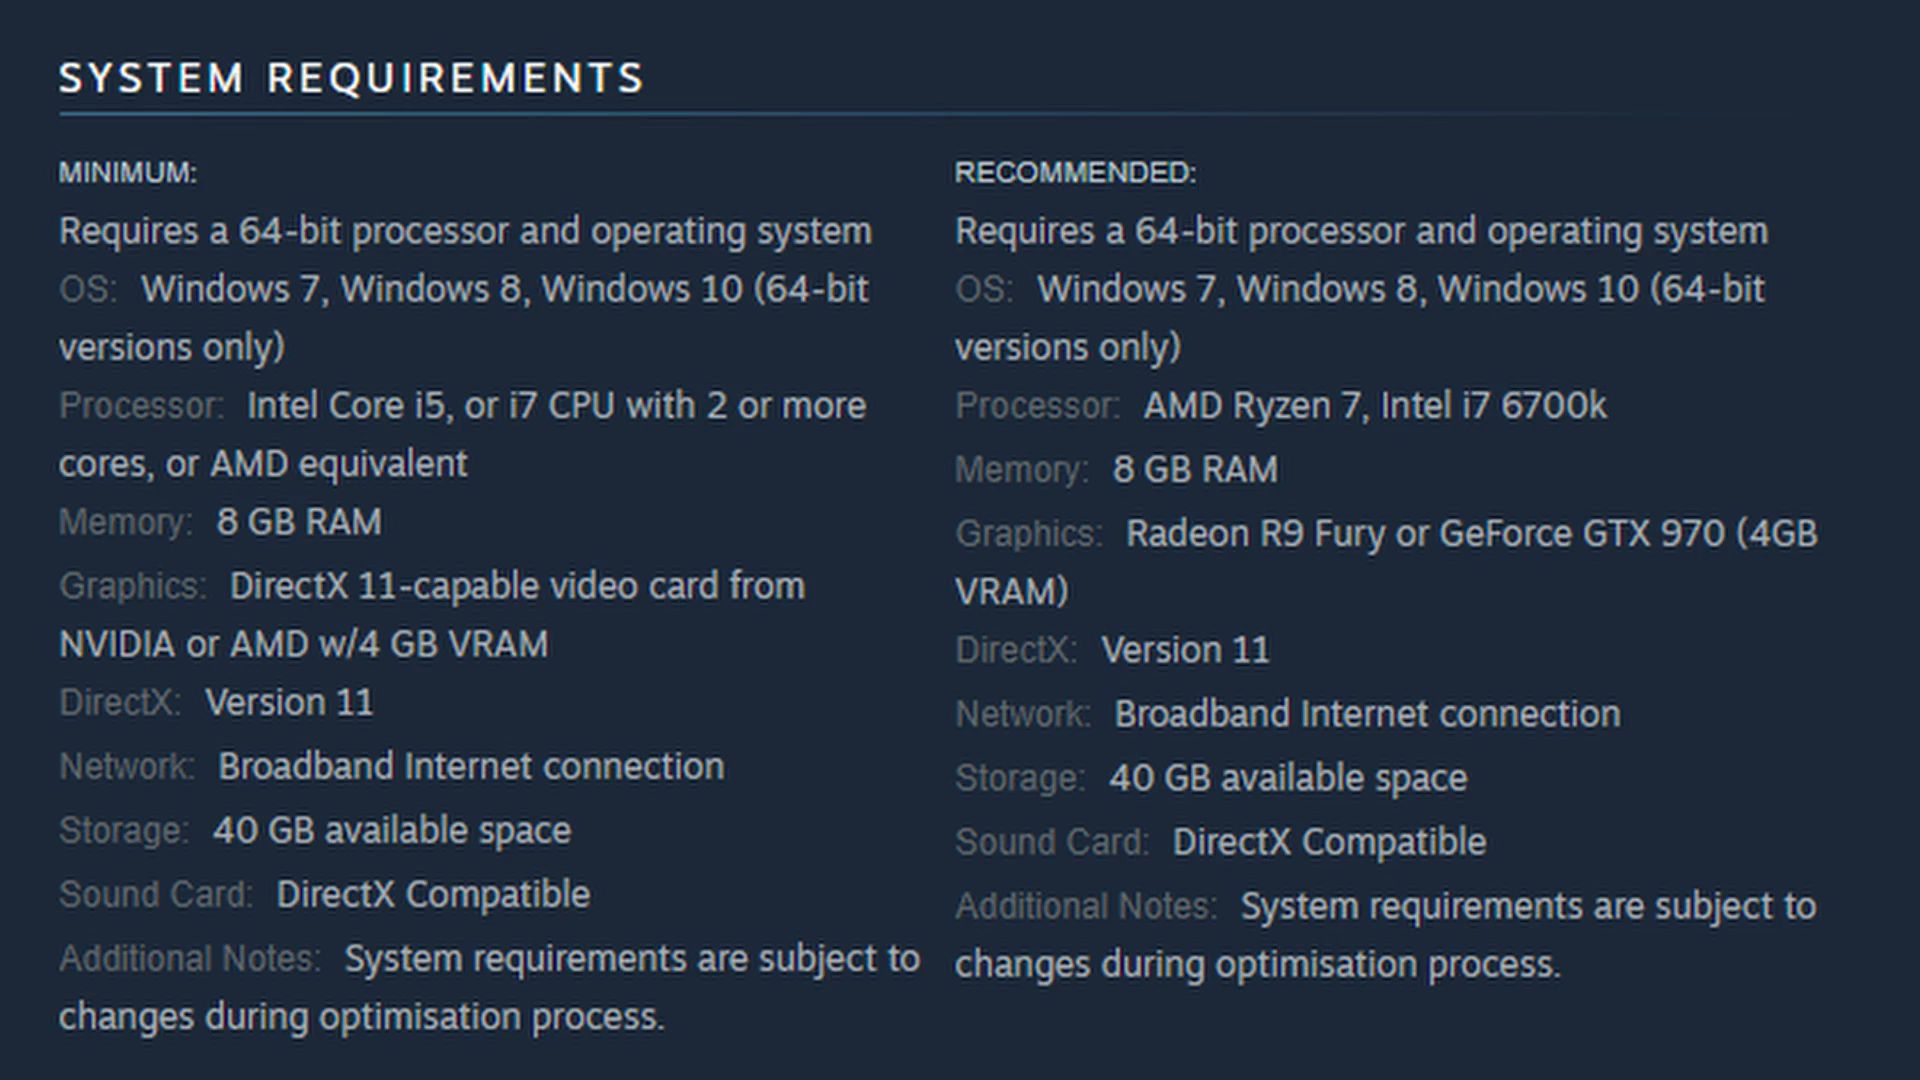 SYSTEM REQUIREMENTS
MINIMUM:
Requires a 64-bit processor and operating system
OS: Windows 7, Windows 8, Windows 10 (64-bit
versions only)
Processor: Intel Core i5, or i7 CPU with 2 or more
cores, or AMD equivalent
Memory: 8 GB RAM
Graphics: DirectX 11-capable video card from
NVIDIA or AMD w/4 GB VRAM
DirectX: Version 11
Network: Broadband Internet connection
Storage: 40 GB available space
Sound Card: DirectX Compatible
Additional Notes: System requirements are subject to
changes during optimisation process.
RECOMMENDED:
Requires a 64-bit processor and operating system
OS: Windows 7, Windows 8, Windows 10 (64-bit
versions only)
Processor: AMD Ryzen 7, Intel i7 6700k
Memory: 8 GB RAM
Graphics: Radeon R9 Fury or GeForce GTX 970 (4GB
VRAM)
DirectX: Version 11
Network: Broadband Internet connection
Storage: 40 GB available space
Sound Card: DirectX Compatible
Additional Notes: System requirements are subject to
changes during optimisation process.